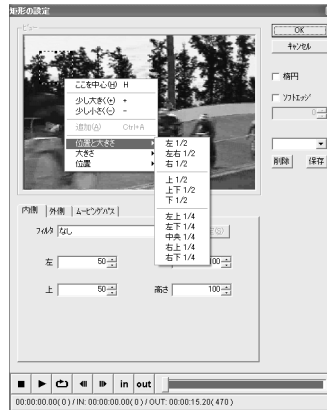 矩形の設定
ビュー
OK
キャンセル
楕円
ソフトエッジ
0
削除
保存
ここを中心(H) H
少し大きく(+) +
少し小さく(-) -
追加(A) Ctrl+A
位置と大きさ
大きさ
位置
左 1/2
左右 1/2
右 1/2
上 1/2
上下 1/2
下 1/2
左上 1/4
左下 1/4
中央 1/4
右上 1/4
右下 1/4
内側
外側
ムービングパス
フィルタ なし
左 50
100
上 50
高さ 100
in out
00:00:00.00( 0 ) / IN: 00:00:00.00( 0 ) / OUT: 00:00:15.20( 470 )